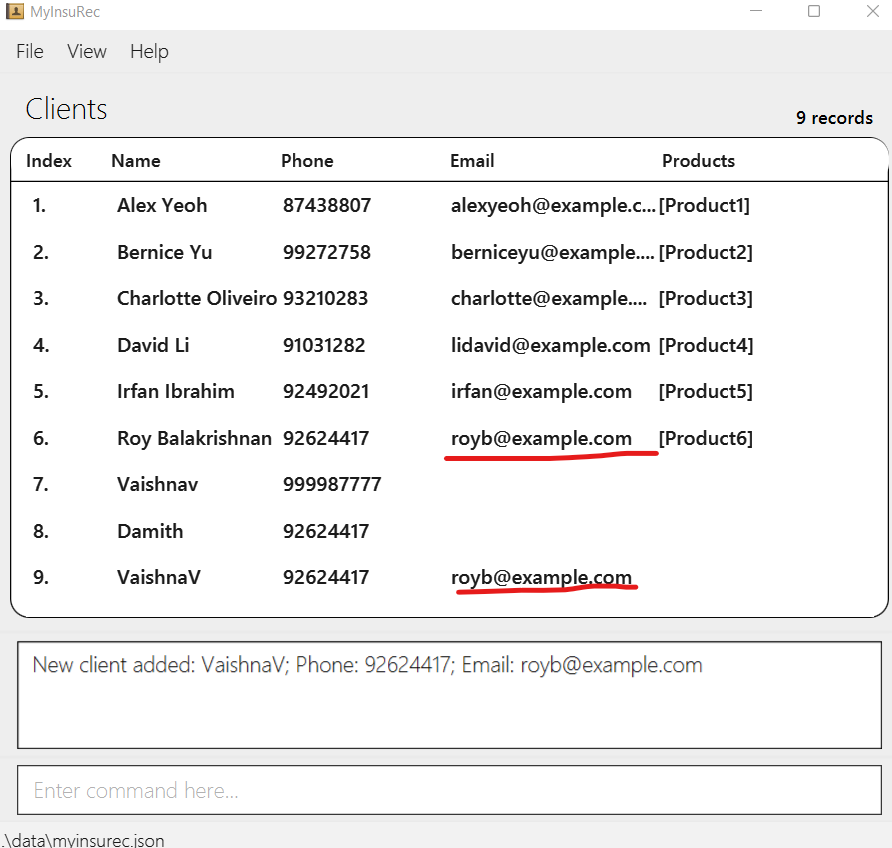 MyInsuRec
File View Help
Clients
9 records
Index Name Phone Email Products
1. Alex Yeoh 87438807 alexyeoh@example.c... [Product1]
2. Bernice Yu 99272758 berniceyu@example.... [Product2]
3. Charlotte Oliveiro 93210283 charlotte@example.... [Product3]
4. David Li 91031282 lidavid@example.com [Product4]
5. Irfan Ibrahim 92492021 irfan@example.com [Product5]
6. Roy Balakrishnan 92624417 royb@example.com [Product6]
7. Vaishnav 999987777
8. Damith 92624417
9. VaishnaV 92624417 royb@example.com
New client added: VaishnaV; Phone: 92624417; Email: royb@example.com
Enter command here...
.\data\myinsurec.json